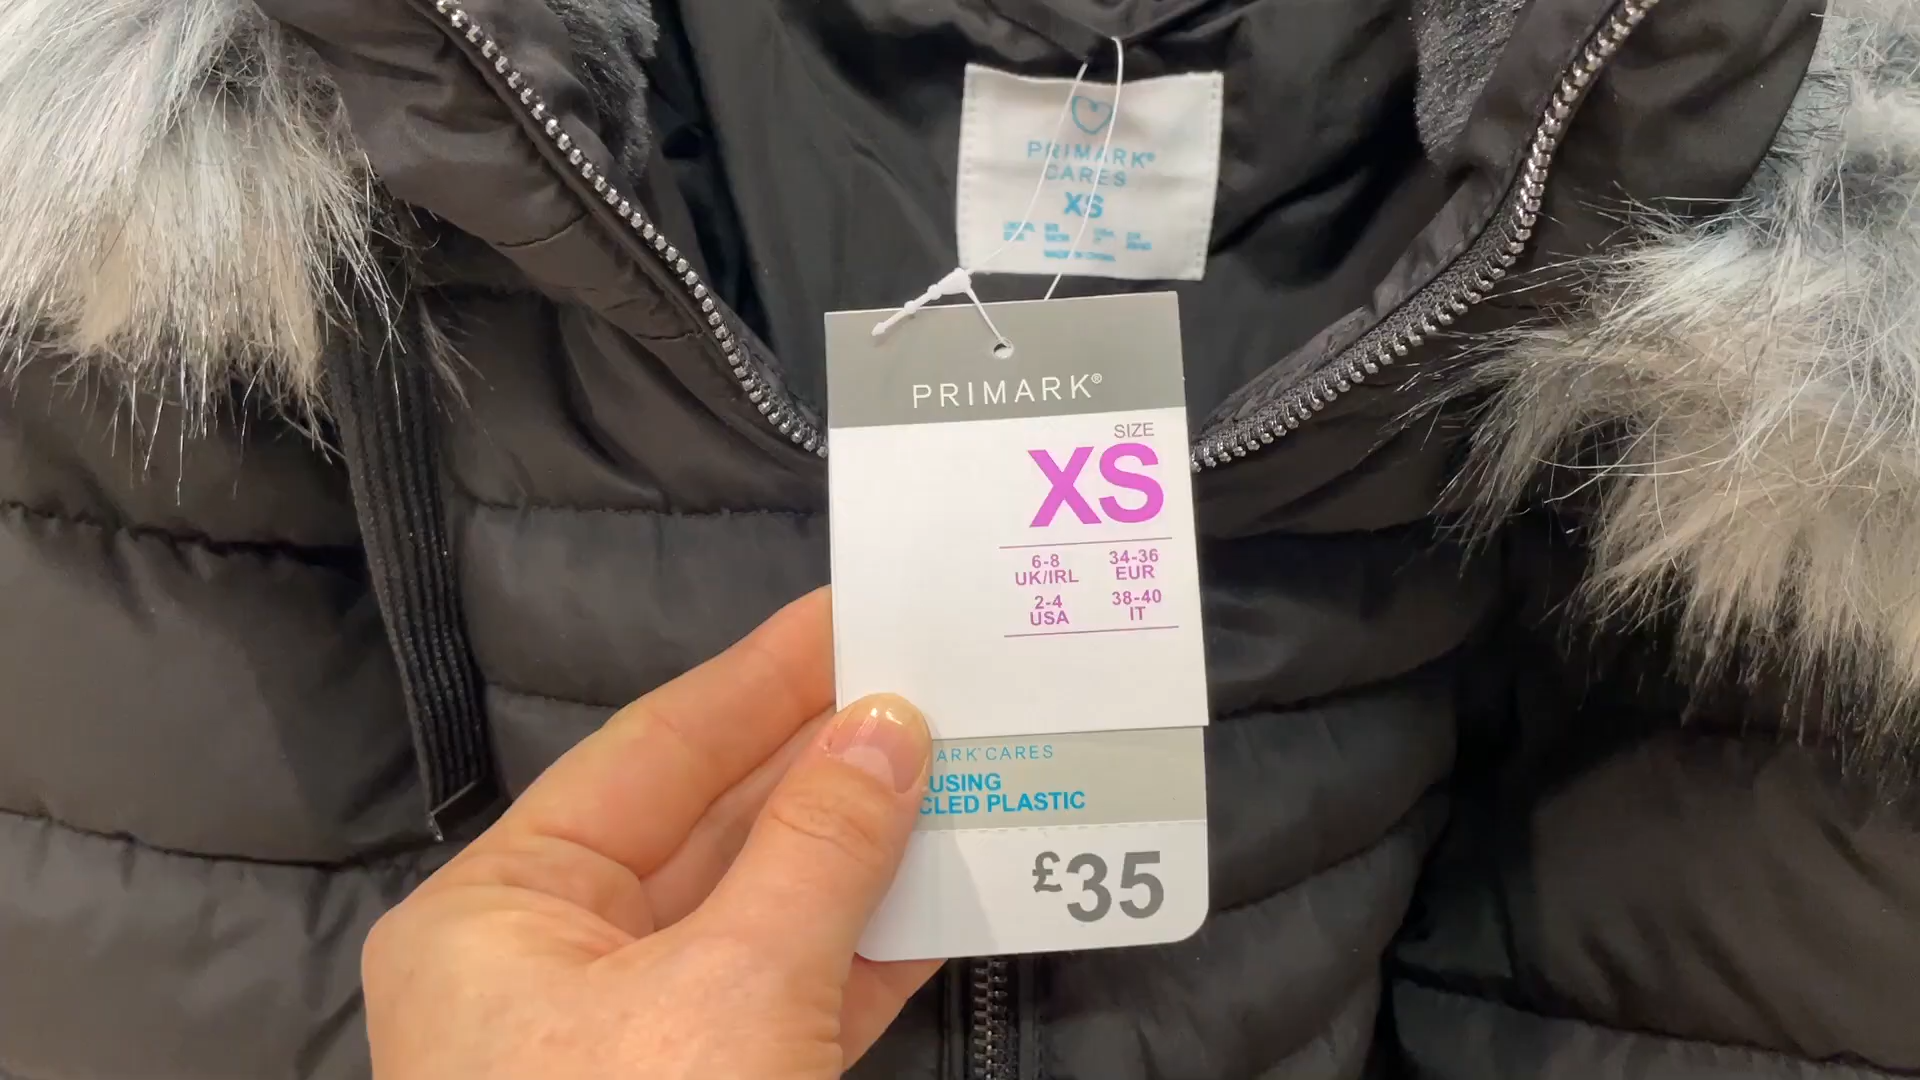 PRIMARK®
CARES
XS
PRIMARK®
SIZE
XS
6-8
UK/IRL
34-36
EUR
2-4
USA
38-40
IT
ARK CARES
USING
CLED PLASTIC
£35